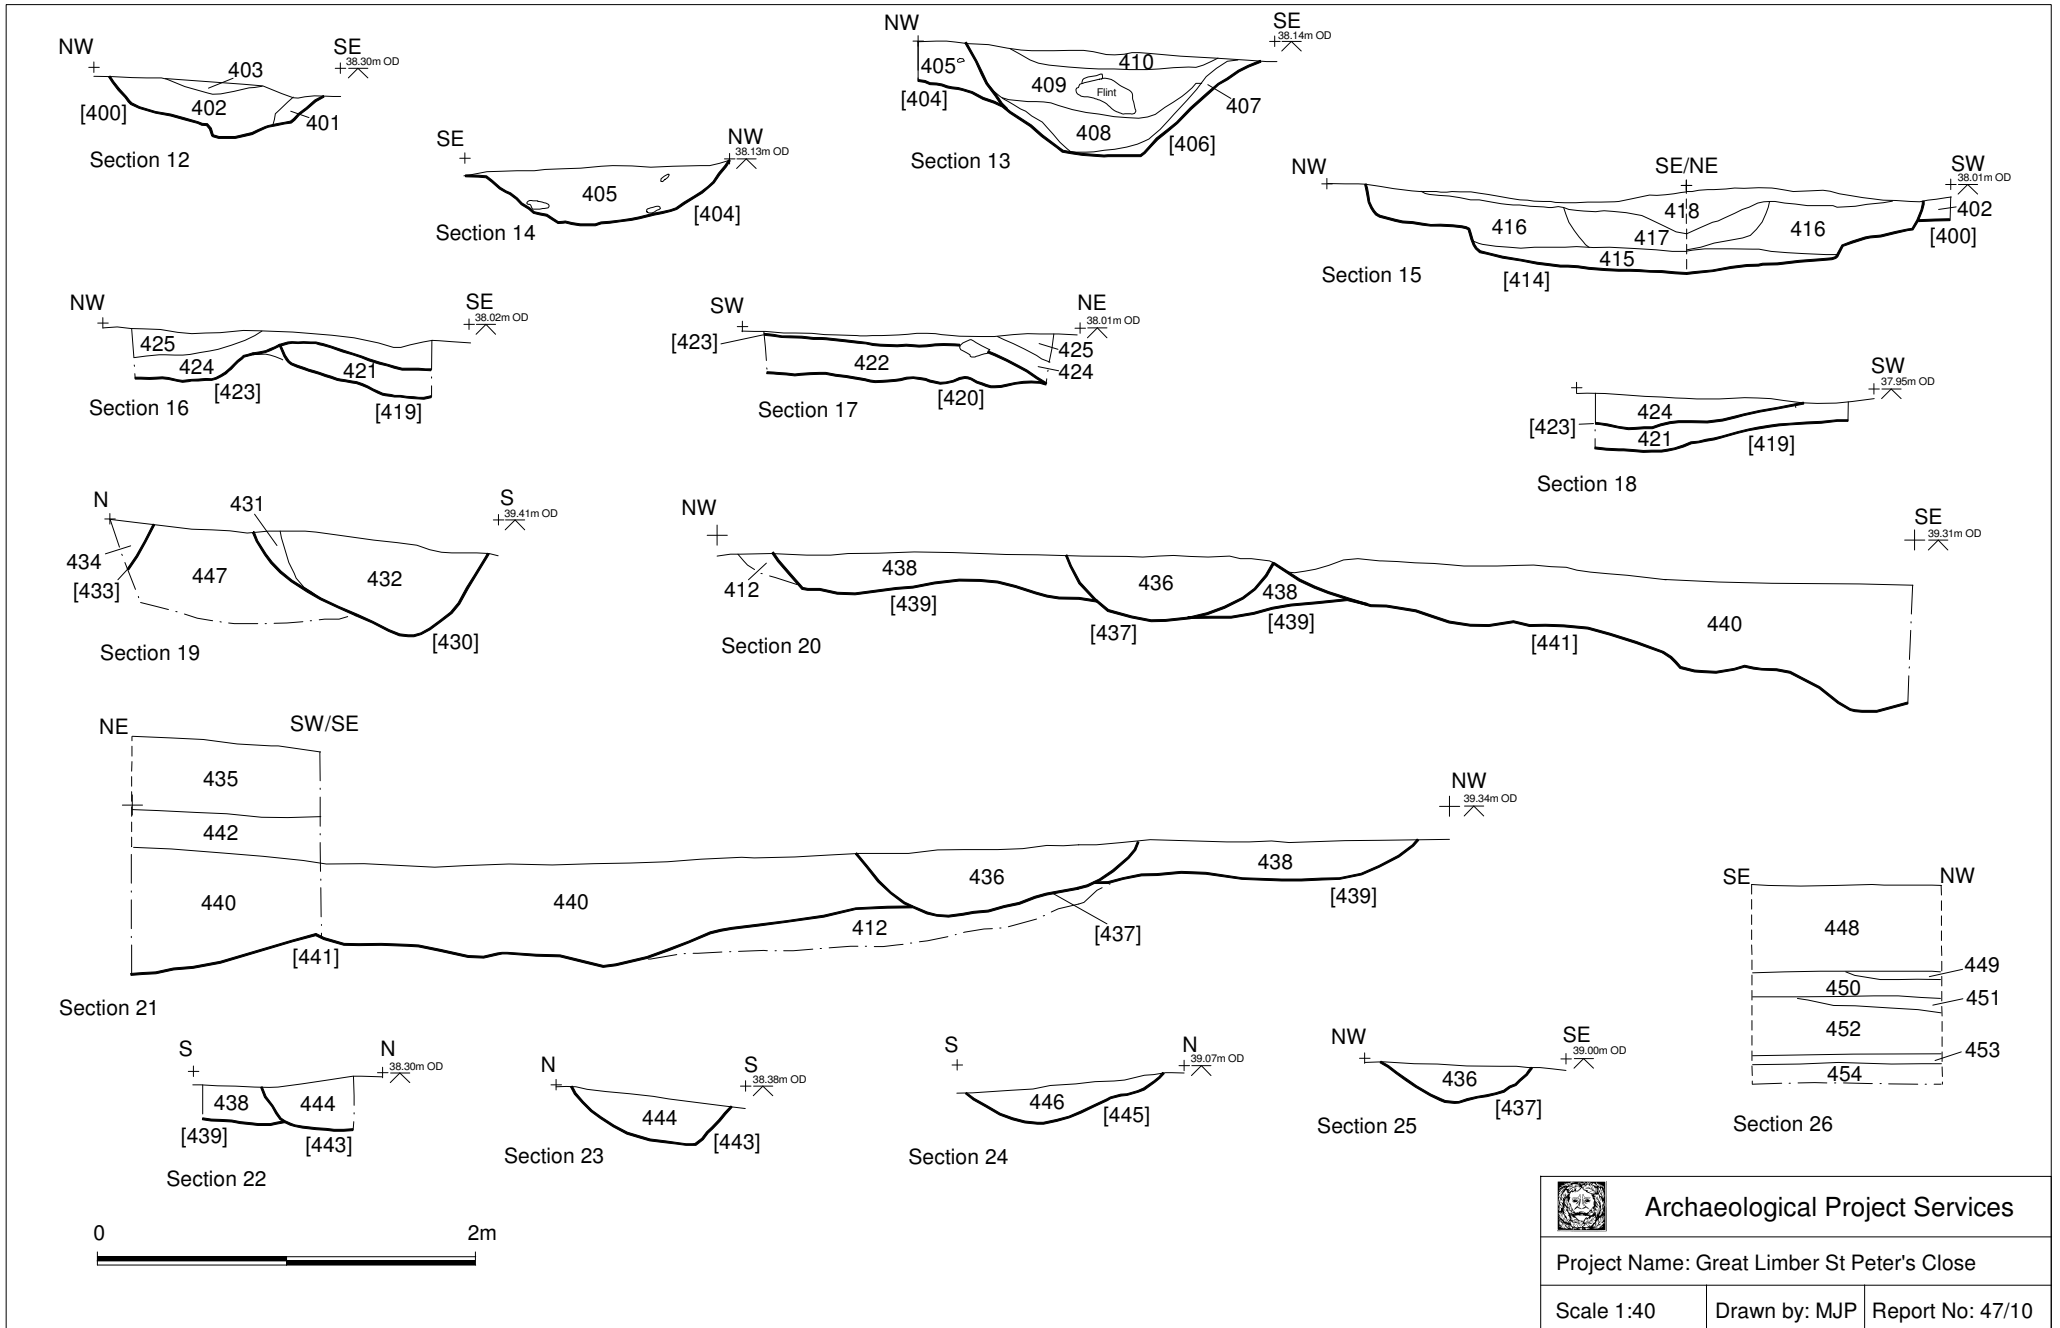 NW SE
38.30m OD
403
402
401
[400]
Section 12
NW SE
38.14m OD
405 410
409 Flint
407
[404]
408
[406]
Section 13
SE NW
38.13m OD
405
[404]
Section 14
NW SE/NE SW
38.01m OD
418 402
416 417 416
[400]
415
[414]
Section 15
NW SE
38.02m OD
425
424 421
[423]
[419]
Section 16
SW NE
38.01m OD
[423]
425
422 424
[420]
Section 17
SW
37.95m OD
424
[423]
421 [419]
Section 18
N S
39.41m OD
431
434
447 432
[433]
[430]
Section 19
NW SE
39.31m OD
412 438 436 438
[439] [439]
[437] [441] 440
Section 20
NE SW/SE NW
39.34m OD
435
442
440 440 436 438
412 [439]
[441] [437]
Section 21
S N
38.30m OD
438 444
[439] [443]
Section 22
N S
38.38m OD
444
[443]
Section 23
S N
39.07m OD
446 [445]
Section 24
NW SE
39.00m OD
436
[437]
Section 25
SE NW
448
449
450
451
452
453
454
Section 26
0 2m
Archaeological Project Services
Project Name: Great Limber St Peter's Close
Scale 1:40 Drawn by: MJP Report No: 47/10